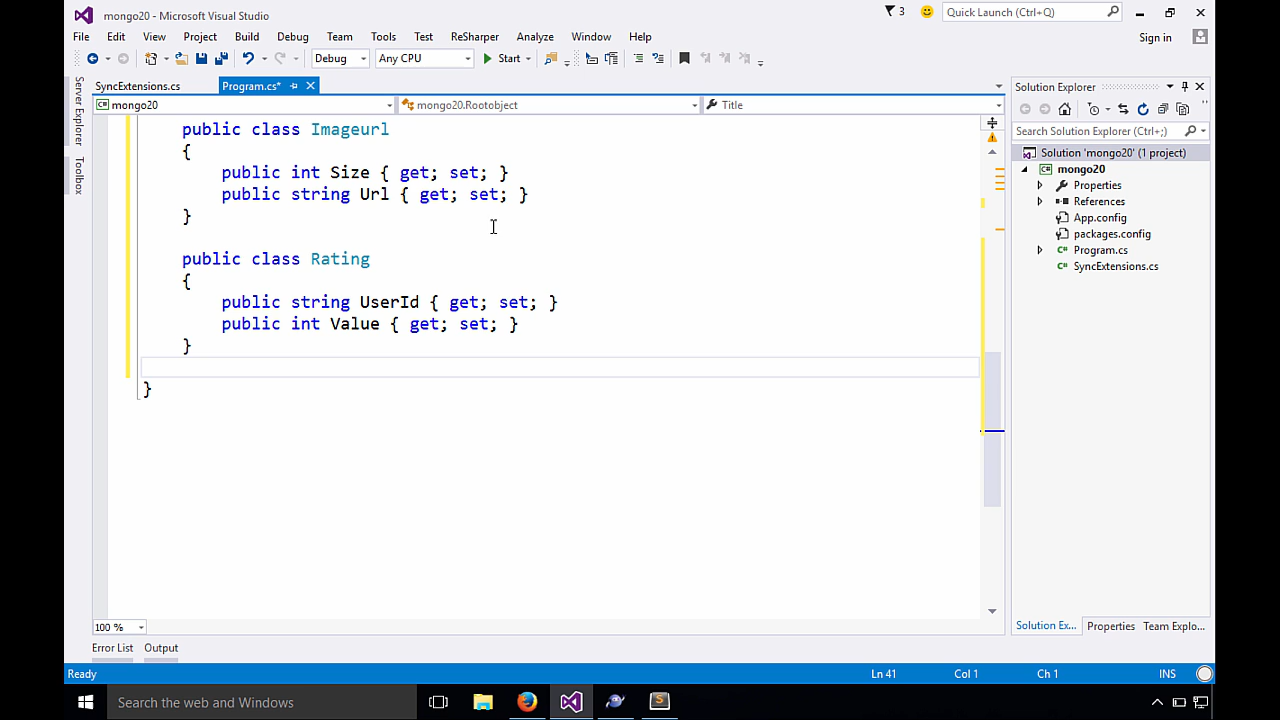 mongo20 - Microsoft Visual Studio
3
Quick Launch (Ctrl+Q)
File Edit View Project Build Debug Team Tools Test ReSharper Analyze Window Help
Sign in
Debug
Any CPU
Start
SyncExtensions.cs
Program.cs*
mongo20
mongo20.Rootobject
Title
Server Explorer
Toolbox
public class Imageurl
{
public int Size { get; set; }
public string Url { get; set; }
}
public class Rating
{
public string UserId { get; set; }
public int Value { get; set; }
}
}
100 %
Solution Explorer
Search Solution Explorer (Ctrl+;)
Solution 'mongo20' (1 project)
mongo20
Properties
References
App.config
packages.config
Program.cs
SyncExtensions.cs
Solution Ex... Properties Team Explo...
Error List Output
Ready
Ln 41
Col 1
Ch 1
INS
Search the web and Windows